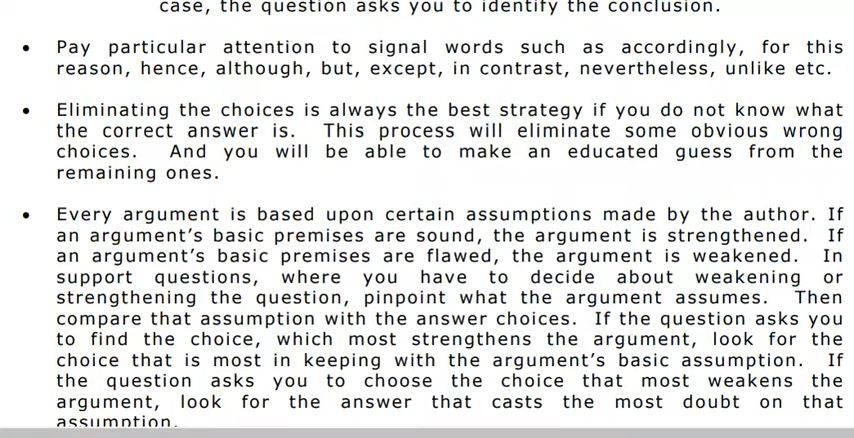 case, the question asks you to identify the conclusion.
• Pay particular attention to signal words such as accordingly, for this
reason, hence, although, but, except, in contrast, nevertheless, unlike etc.
• Eliminating the choices is always the best strategy if you do not know what
the correct answer is. This process will eliminate some obvious wrong
choices. And you will be able to make an educated guess from the
remaining ones.
• Every argument is based upon certain assumptions made by the author. If
an argument’s basic premises are sound, the argument is strengthened. If
an argument’s basic premises are flawed, the argument is weakened. In
support questions, where you have to decide about weakening or
strengthening the question, pinpoint what the argument assumes. Then
compare that assumption with the answer choices. If the question asks you
to find the choice, which most strengthens the argument, look for the
choice that is most in keeping with the argument’s basic assumption. If
the question asks you to choose the choice that most weakens the
argument, look for the answer that casts the most doubt on that
assumption.